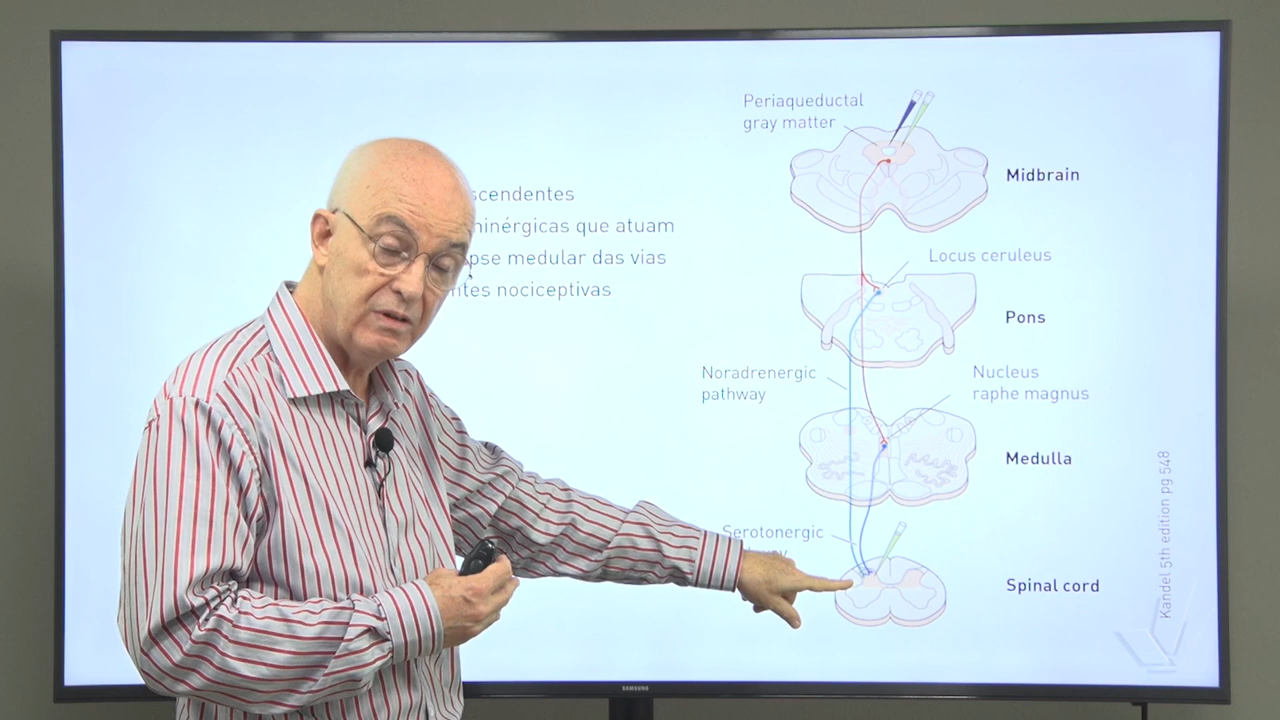 scendentes
inérgicas que atuam
pse medular das vias
ntes nociceptivas
Periaqueductal
gray matter
Midbrain
Locus ceruleus
Pons
Noradrenergic
pathway
Nucleus
raphe magnus
Medulla
Serotonergic
Spinal cord
Kandel 5th edition pg 548
SAMSUNG